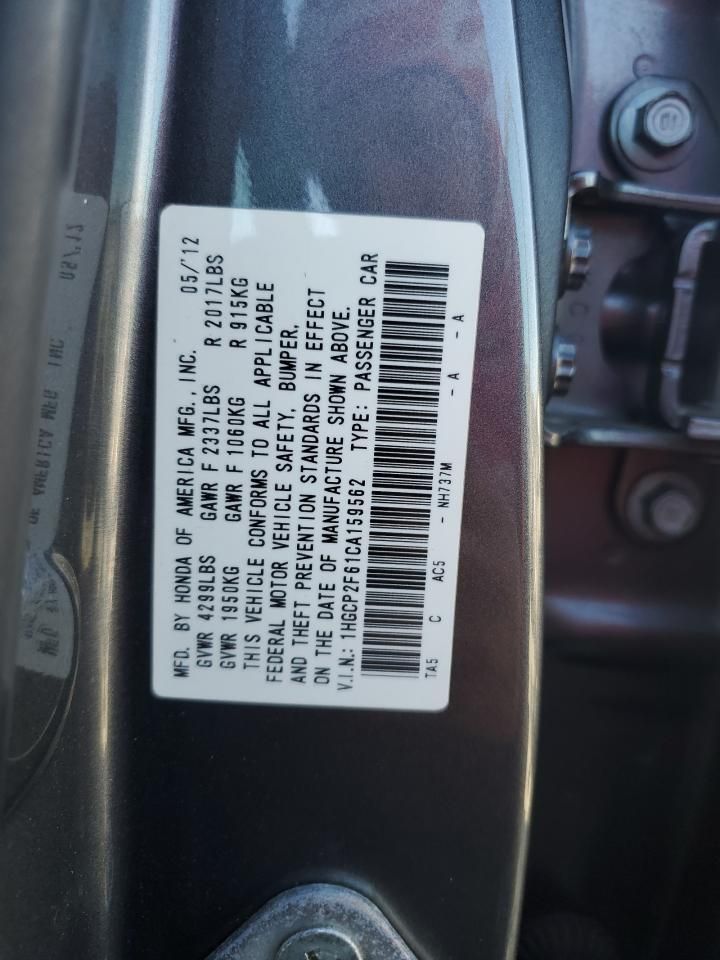 MFD. BY HONDA OF AMERICA MFG., INC. 05/'12
GVWR 4299LBS GAWR F 2337LBS R 2017LBS
GVWR 1950KG GAWR F 1060KG R 915KG
THIS VEHICLE CONFORMS TO ALL APPLICABLE
FEDERAL MOTOR VEHICLE SAFETY, BUMPER,
AND THEFT PREVENTION STANDARDS IN EFFECT
ON THE DATE OF MANUFACTURE SHOWN ABOVE.
V.I.N.: 1HGCP2F61CA159562 TYPE: PASSENGER CAR
TA5 C AC5 - NH737M - A - A